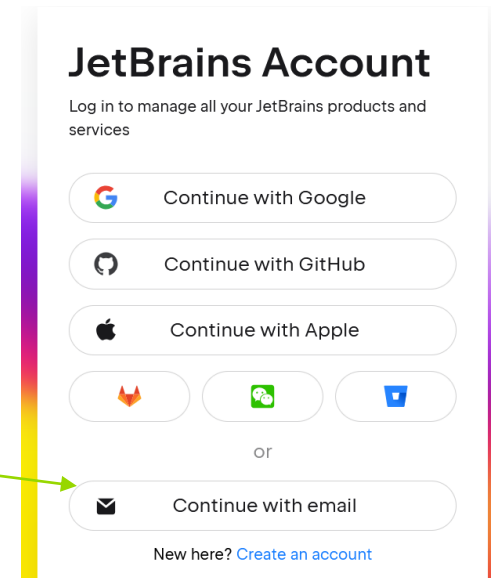 JetBrains Account
Log in to manage all your JetBrains products and
services
Continue with Google
Continue with GitHub
Continue with Apple
or
Continue with email
New here? Create an account